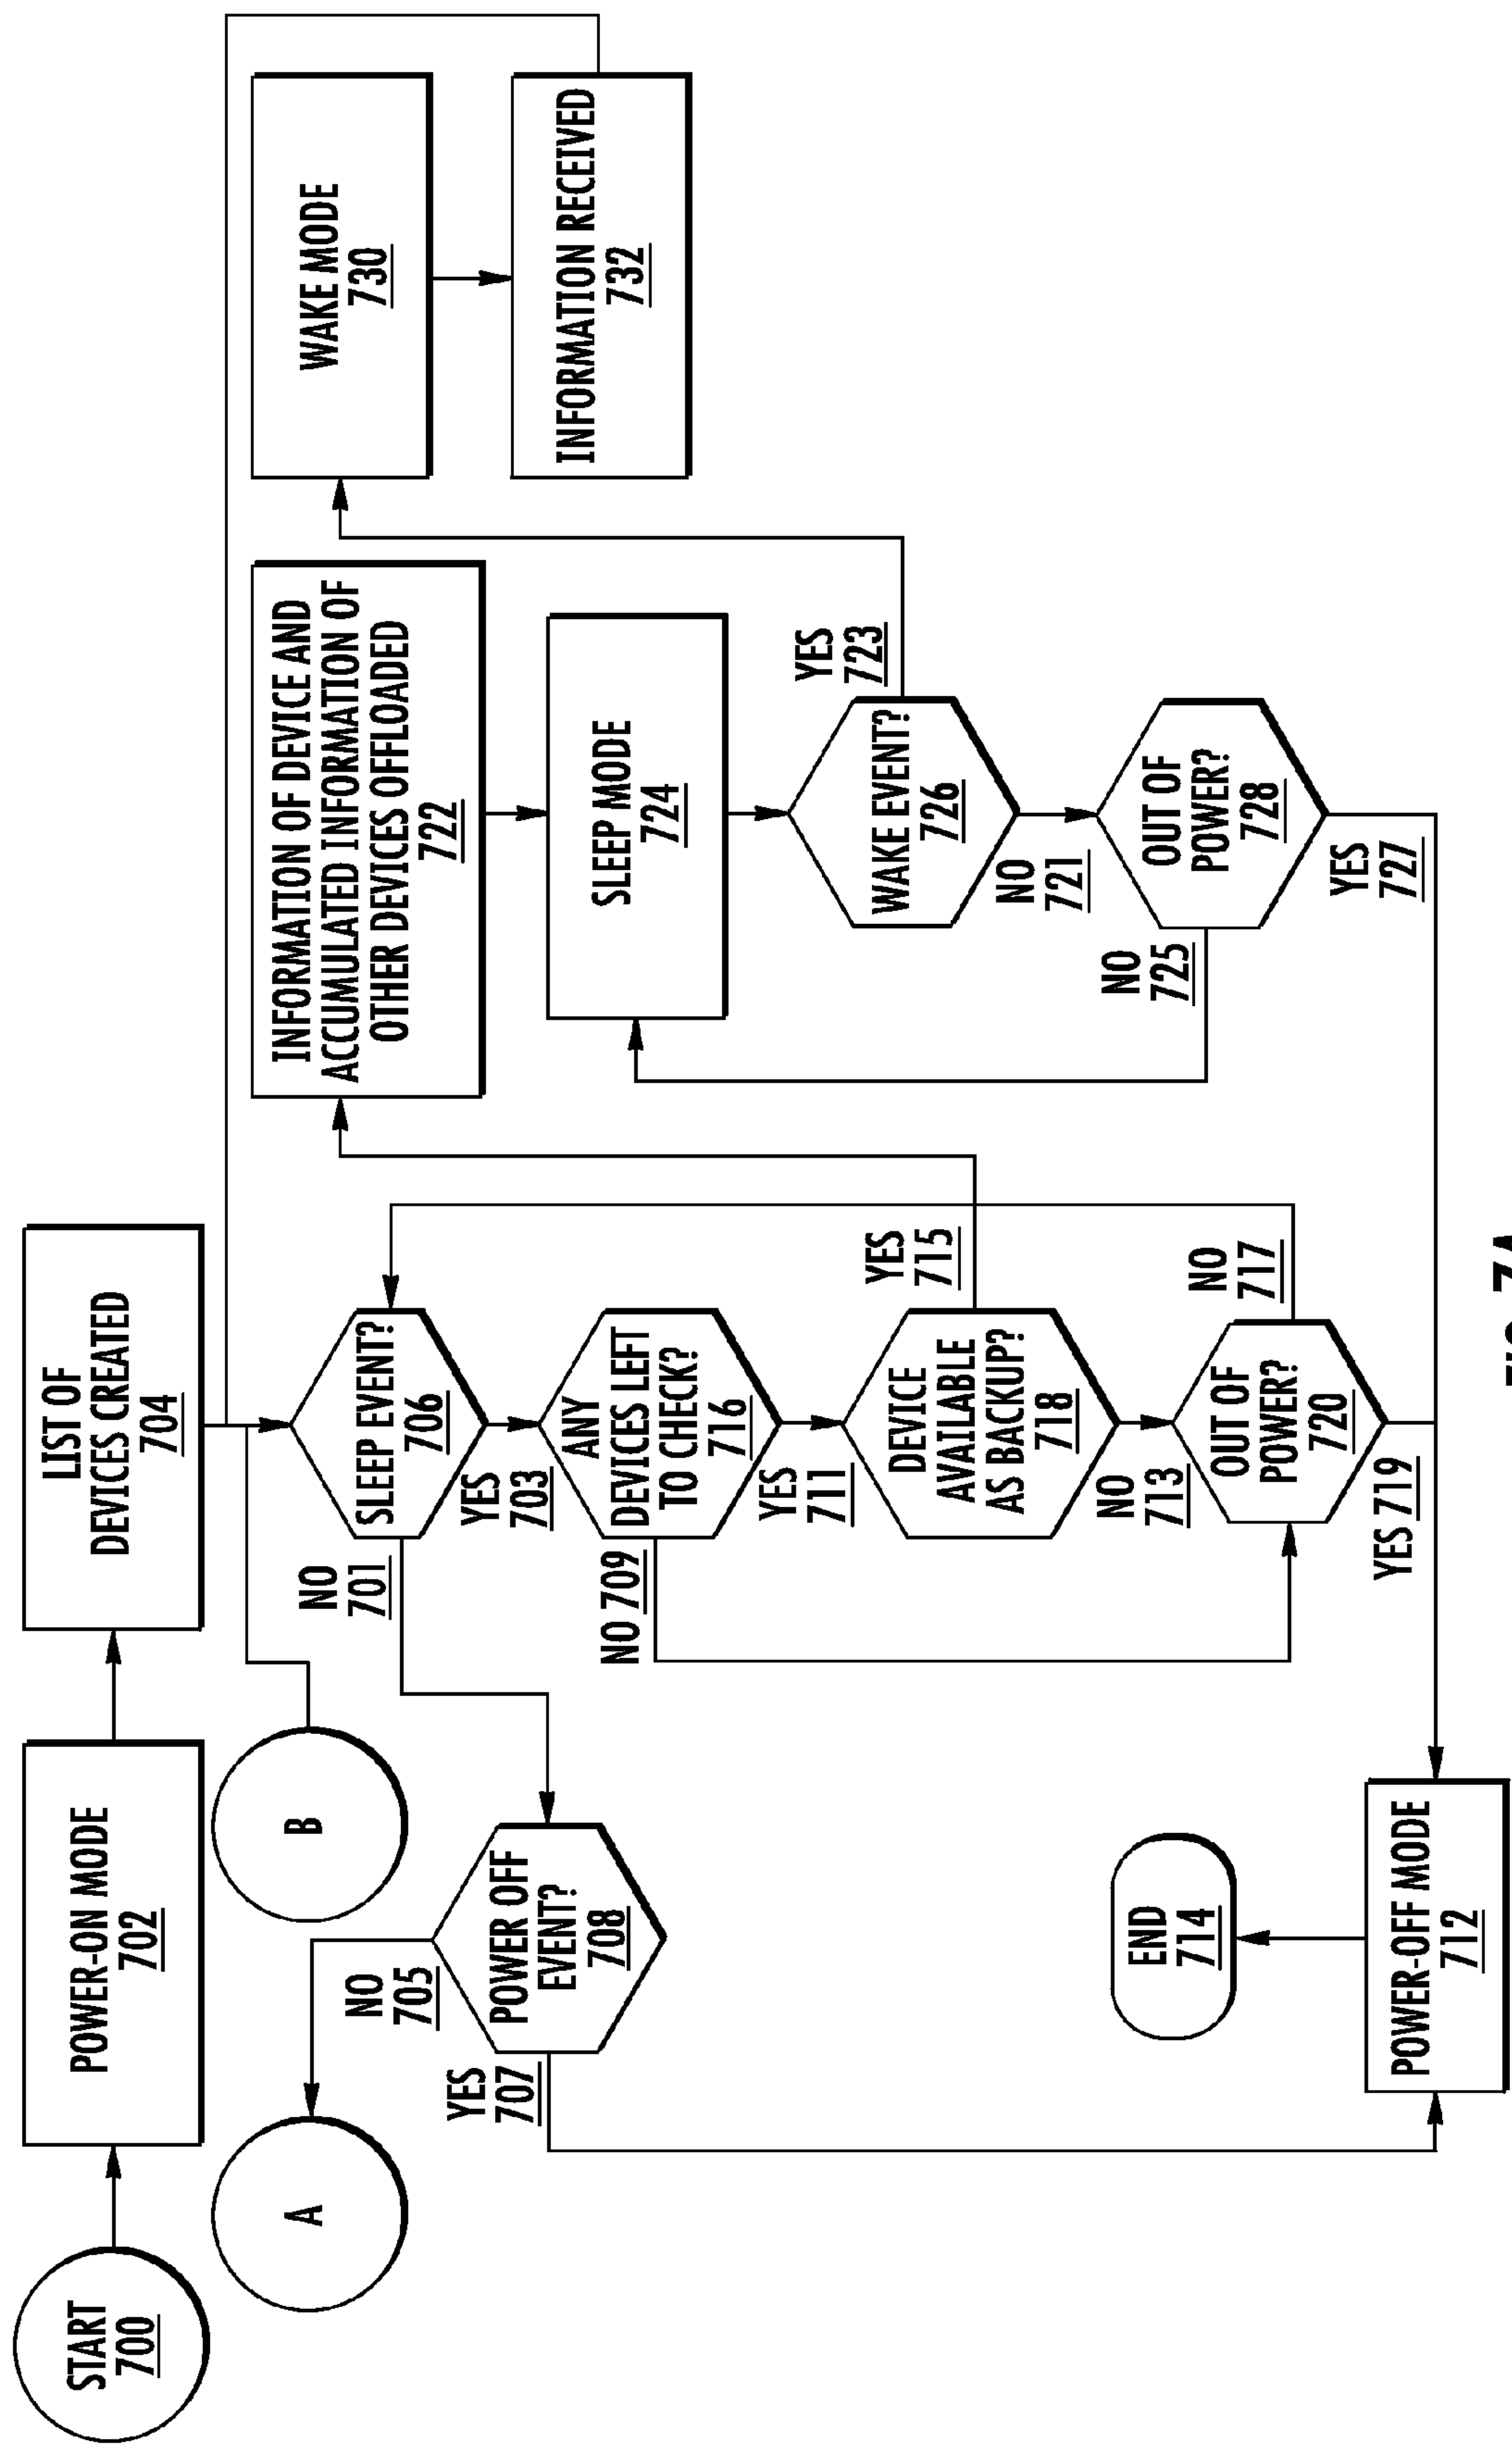 START
700
POWER-ON MODE
702
LIST OF
DEVICES CREATED
704
A
B
NO
701
SLEEP EVENT?
706
YES
703
NO
705
POWER OFF
EVENT?
708
YES
707
NO 709
ANY
DEVICES LEFT
TO CHECK?
716
YES
711
DEVICE
AVAILABLE
AS BACKUP?
718
YES
715
NO
713
OUT OF
POWER?
720
NO
717
YES 719
END
714
POWER-OFF MODE
712
INFORMATION OF DEVICE AND
ACCUMULATED INFORMATION OF
OTHER DEVICES OFFLOADED
722
SLEEP MODE
724
WAKE EVENT?
726
YES
723
NO
721
OUT OF
POWER?
728
NO
725
YES
727
WAKE MODE
730
INFORMATION RECEIVED
732